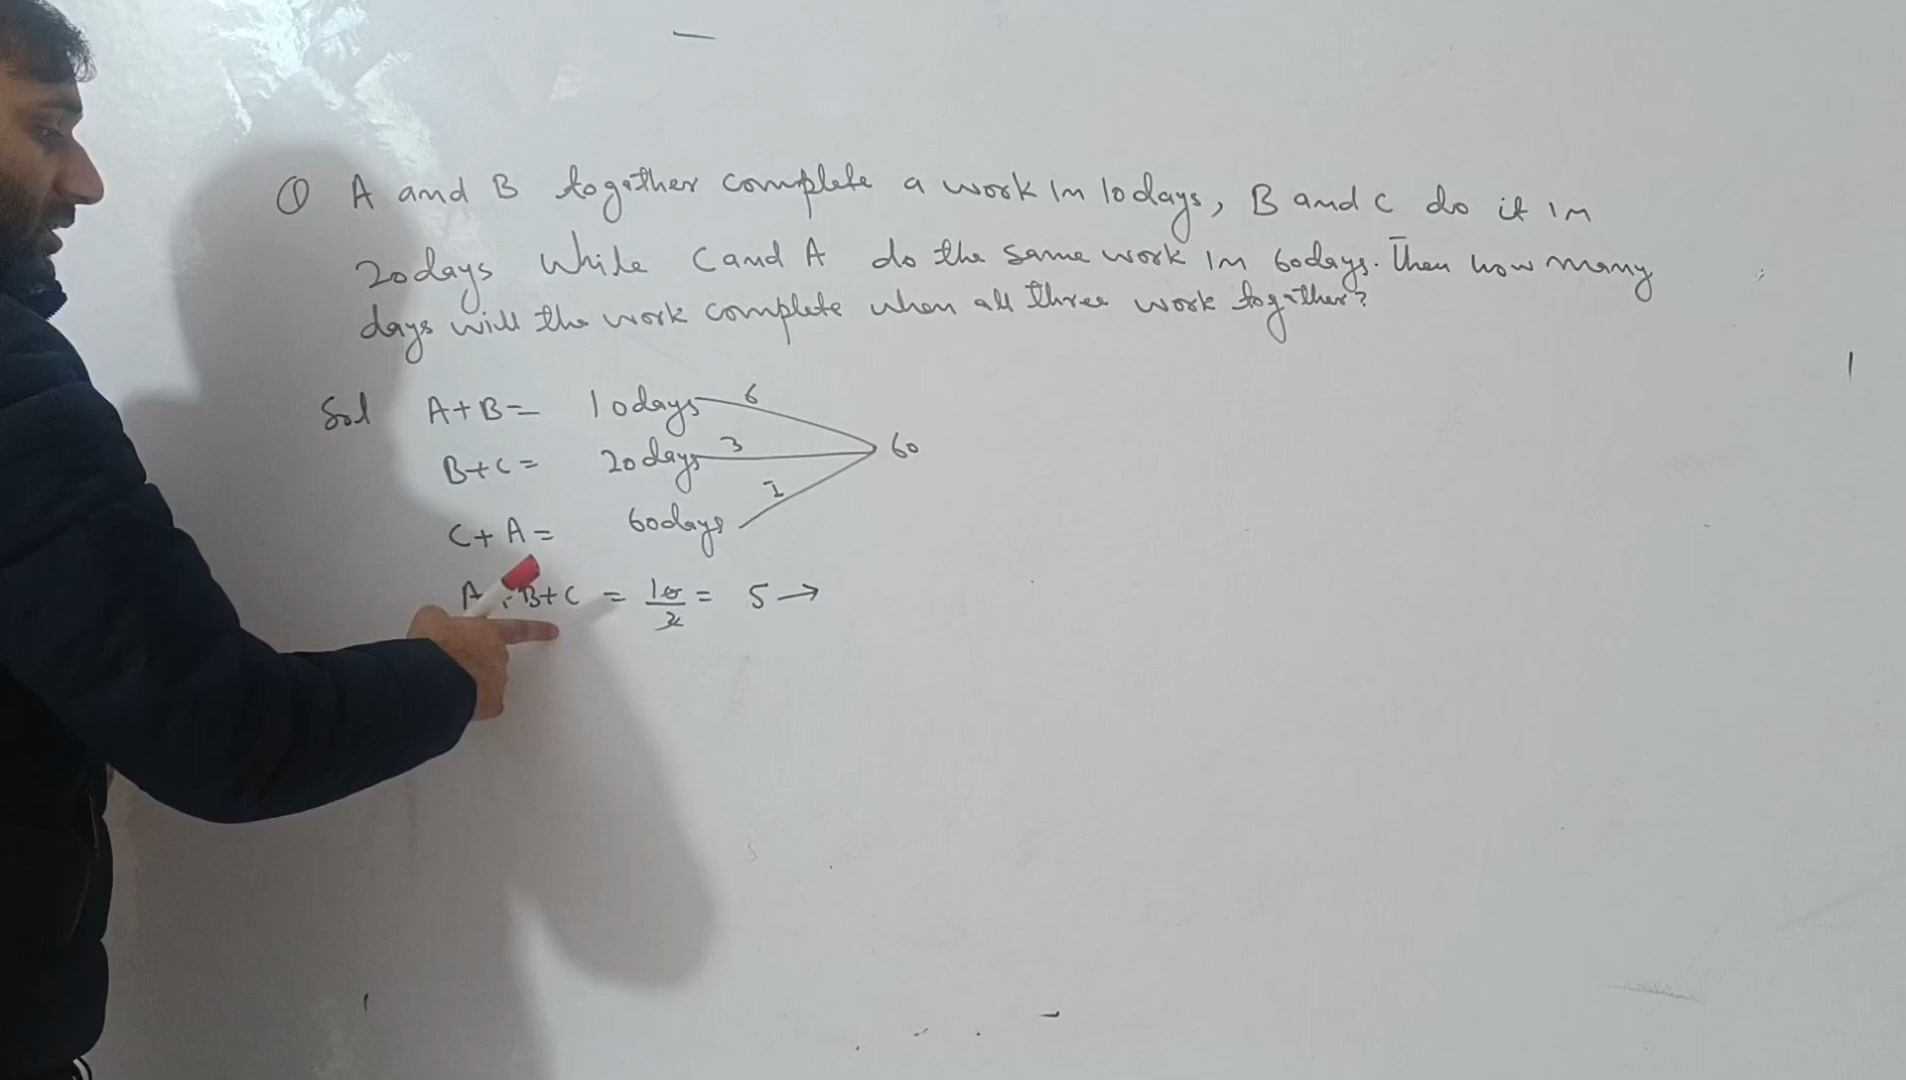 ① A and B together complete a work in 10 days, B and C do it in
20 days while C and A do the same work in 60 days. Then how many
days will the work complete when all three work together?
Sol A+B= 10 days 6
B+C= 20 days 3 60
C+A= 60 days 1
A+B+C = 10/2 = 5 →